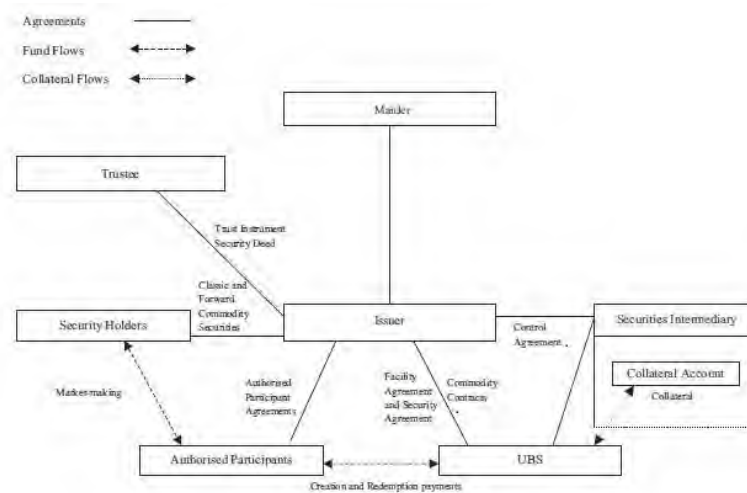 Agreements
Fund Flows
Collateral Flows
ManJer
Trustee
Trust Instrument
Security Deed
Classic and
Forward
Commodity
Securities
Security Holders
Issuer
Securities Intermediary
Control
Agreement
Collateral Account
Collateral
Market-making
Authorised
Participant
Agreements
Facility
Agreement
and Security
Agreement
Commodity
Contracts
Authorised Participants
UBS
Creation and Redemption payments